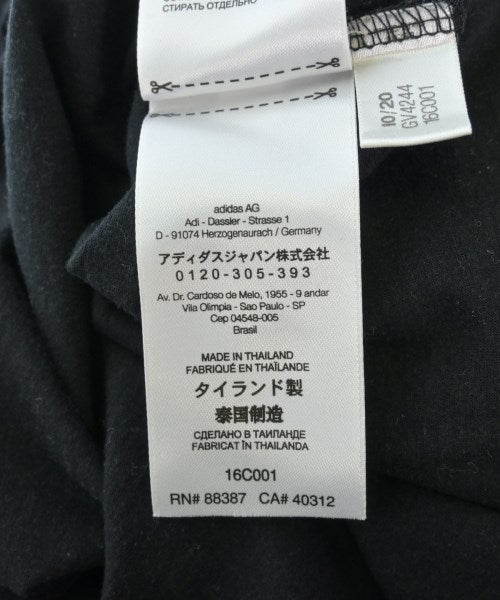 СТИРАТЬ ОТДЕЛЬНО
10/20
GV4244
16C001
adidas AG
Adi - Dassler - Strasse 1
D - 91074 Herzogenaurach / Germany
アディダスジャパン株式会社
0120-305-393
Av. Dr. Cardoso de Melo, 1955 - 9 andar
Vila Olimpia - Sao Paulo - SP
Cep 04548-005
Brasil
MADE IN THAILAND
FABRIQUÉ EN THAÏLANDE
タイランド製
泰国制造
СДЕЛАНО В ТАИЛАНДЕ
FABRICAT ÎN THAILANDA
16C001
RN# 88387 CA# 40312